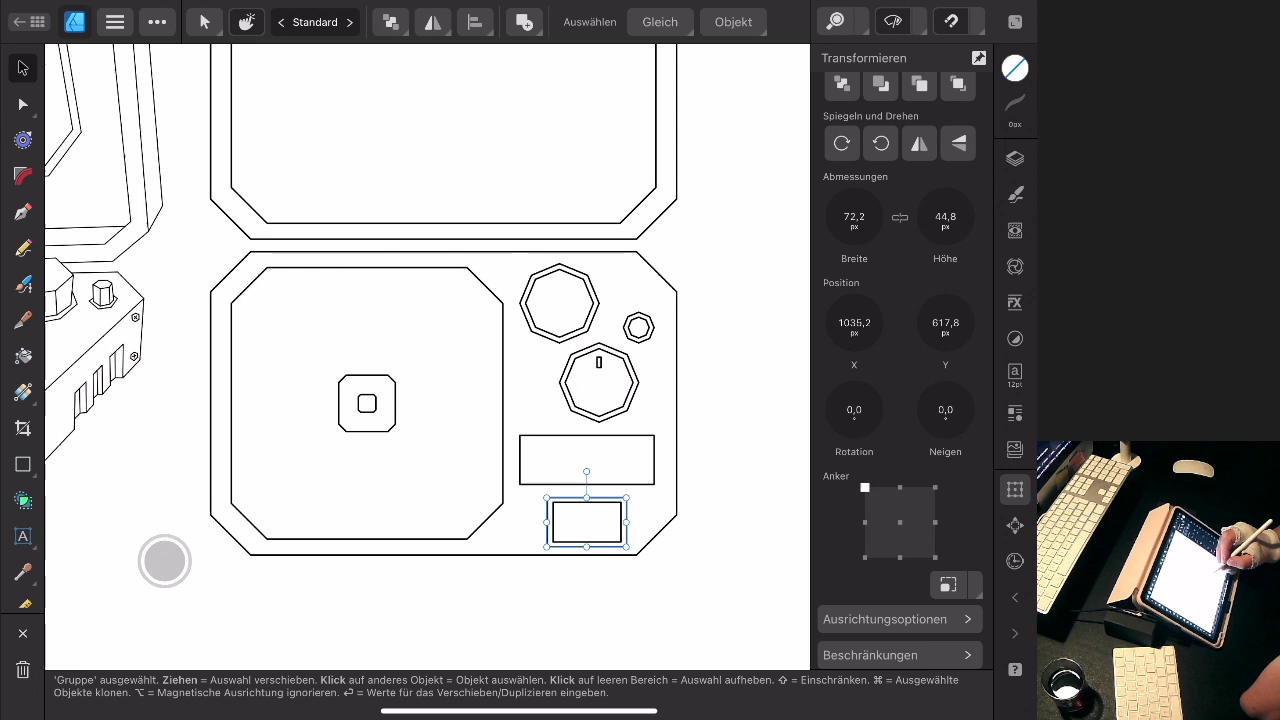 Standard
Auswählen
Gleich
Objekt
Transformieren
0px
Spiegeln und Drehen
Abmessungen
72,2
px
44,8
px
Breite
Höhe
Position
1035,2
px
617,8
px
X
Y
a
12pt
0,0
°
0,0
°
Rotation
Neigen
Anker
FX
A
Ausrichtungsoptionen
Beschränkungen
?
'Gruppe' ausgewählt. Ziehen = Auswahl verschieben. Klick auf anderes Objekt = Objekt auswählen. Klick auf leeren Bereich = Auswahl aufheben. ⇧ = Einschränken. ⌘ = Ausgewählte
Objekte klonen. ⌥ = Magnetische Ausrichtung ignorieren. ⏎ = Werte für das Verschieben/Duplizieren eingeben.